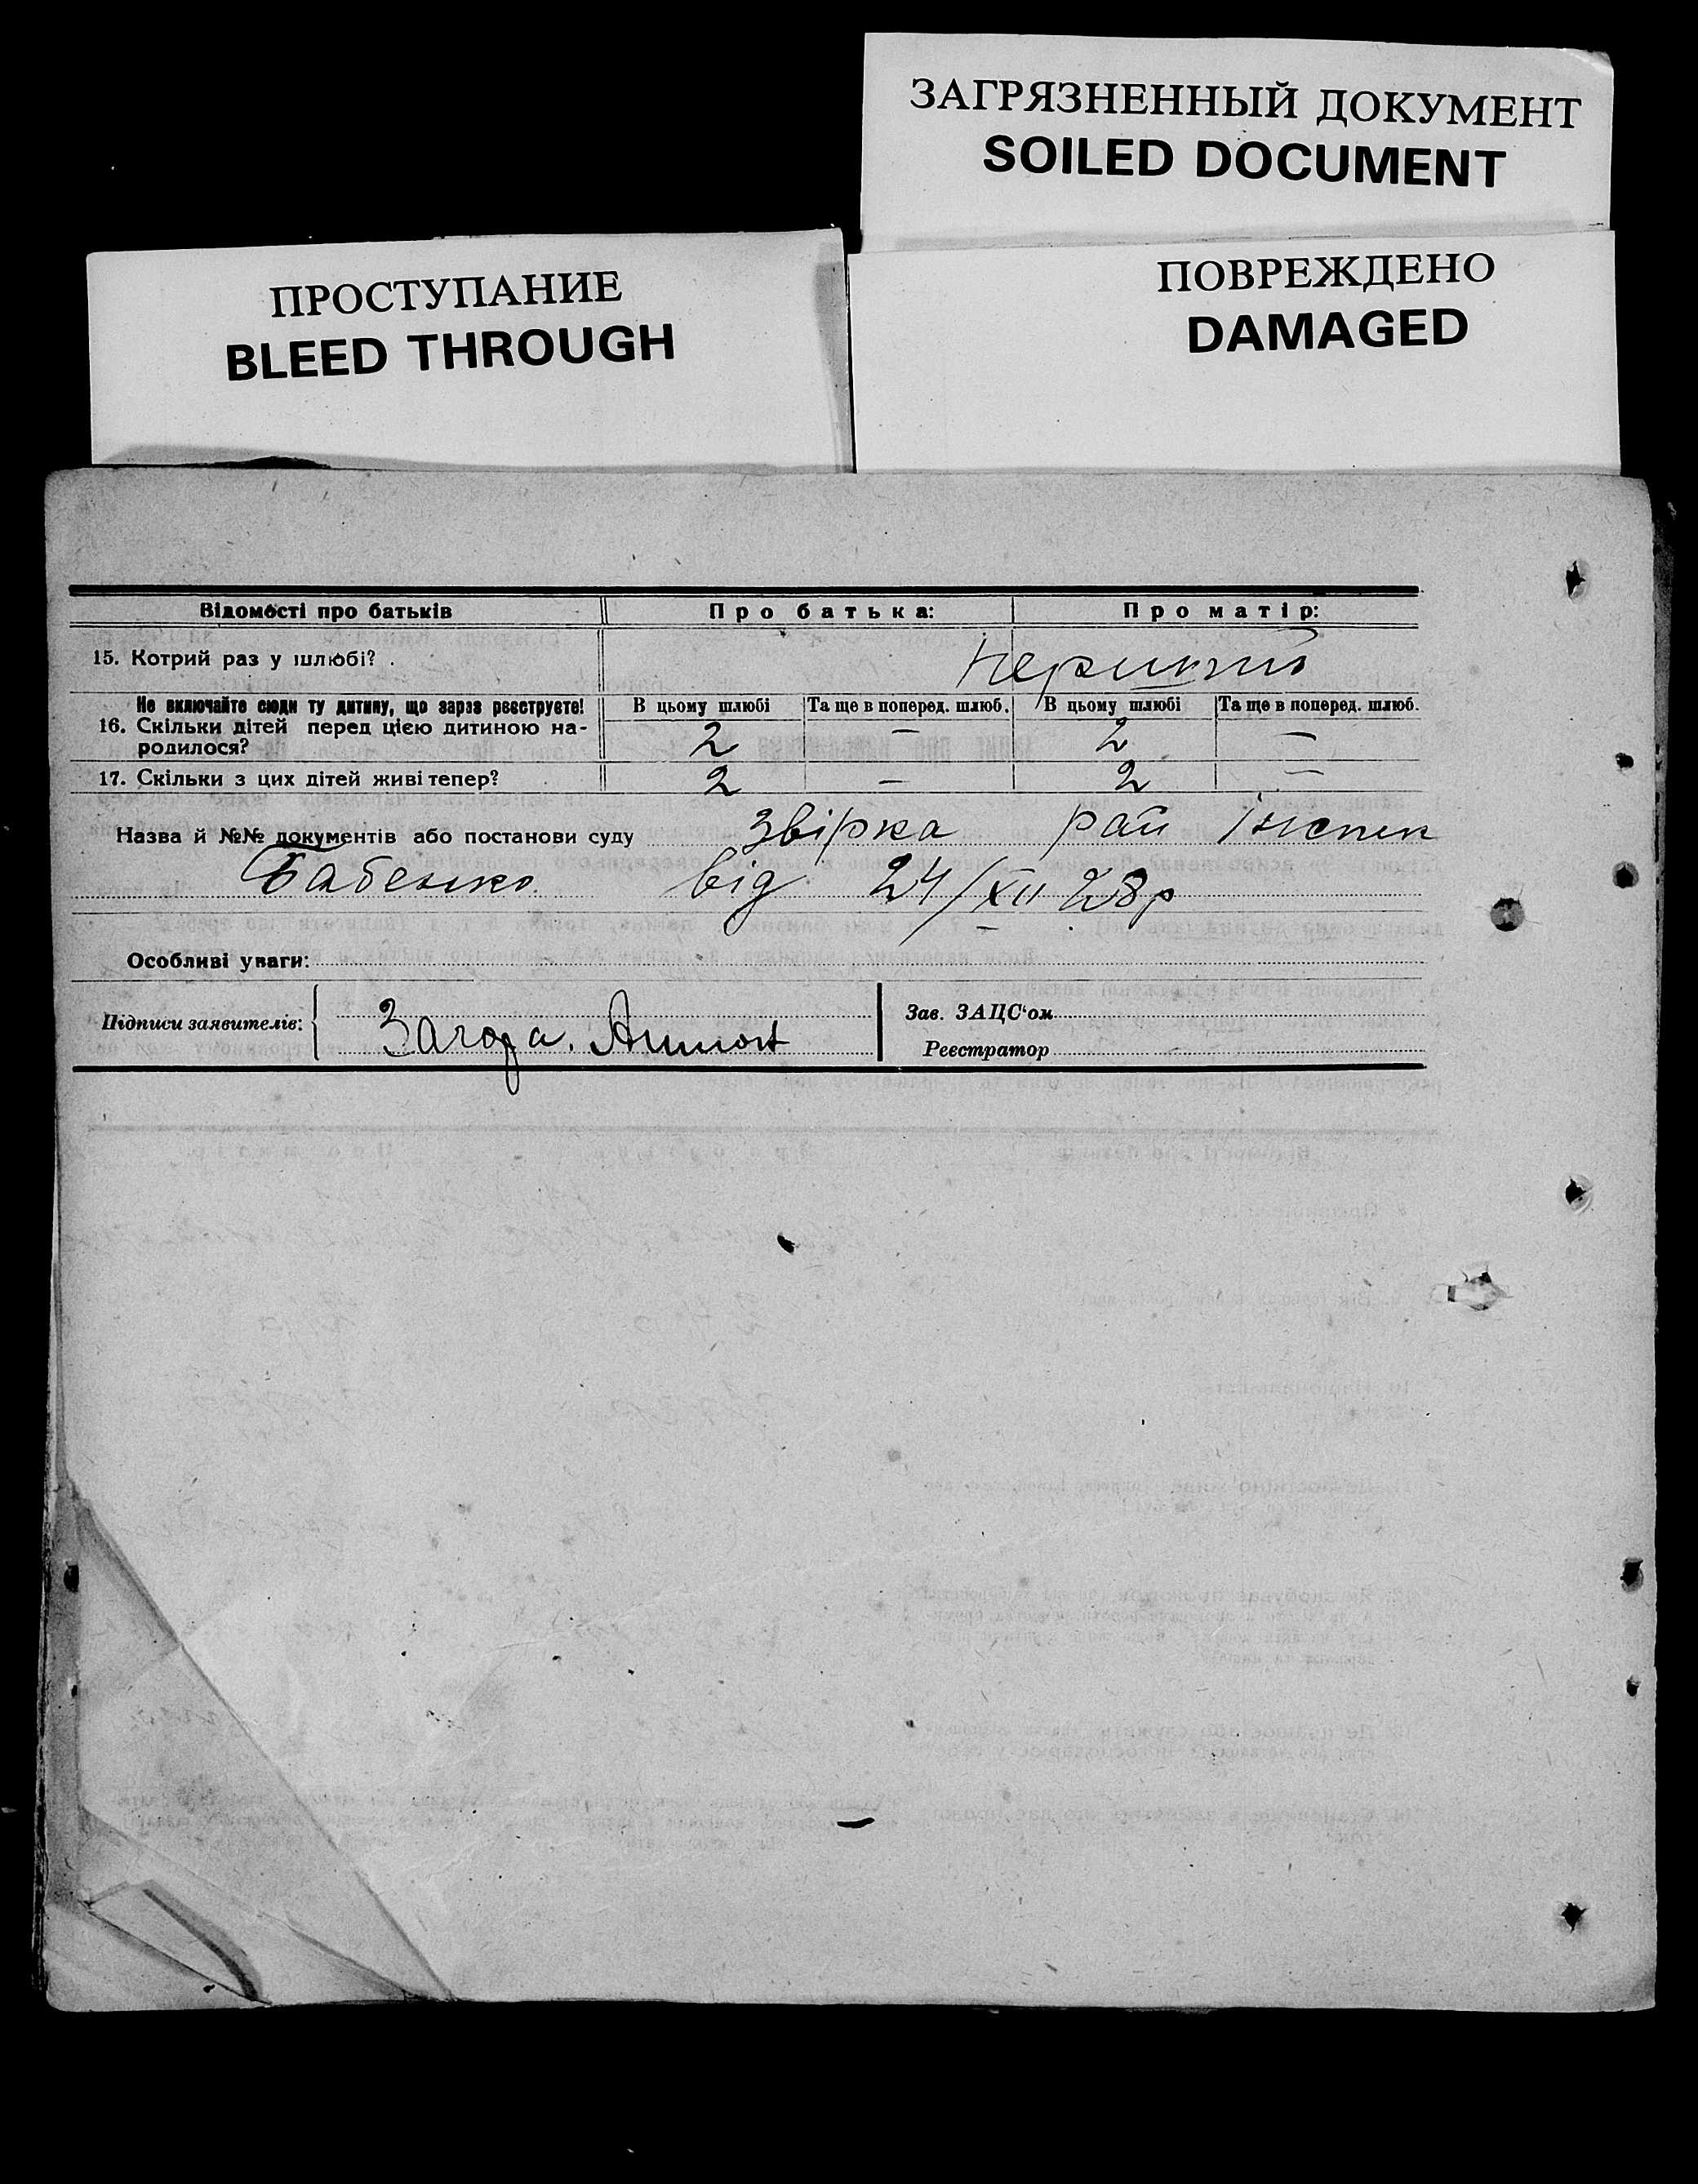 ЗАГРЯЗНЕННЫЙ ДОКУМЕНТ
SOILED DOCUMENT
ПРОСТУПАНИЕ
BLEED THROUGH
ПОВРЕЖДЕНО
DAMAGED
Відомості про батьків Про батька: Про матір:
15. Котрий раз у шлюбі? . перший
Не включайте сюди ту дитину, що зараз реєструєте! В цьому шлюбі Та ще в поперед. шлюб. В цьому шлюбі Та ще в поперед. шлюб.
16. Скільки дітей перед цією дитиною на- 2 – 2 –
родилося?
17. Скільки з цих дітей живі тепер? 2 – 2 –
Назва й №№ документів або постанови суду звірка рай Інспек
Бабенко від 24/XII 28р
Особливі уваги:
Підписи заявителів: Зав. ЗАЦС'ом
Загода.
Реєстратор